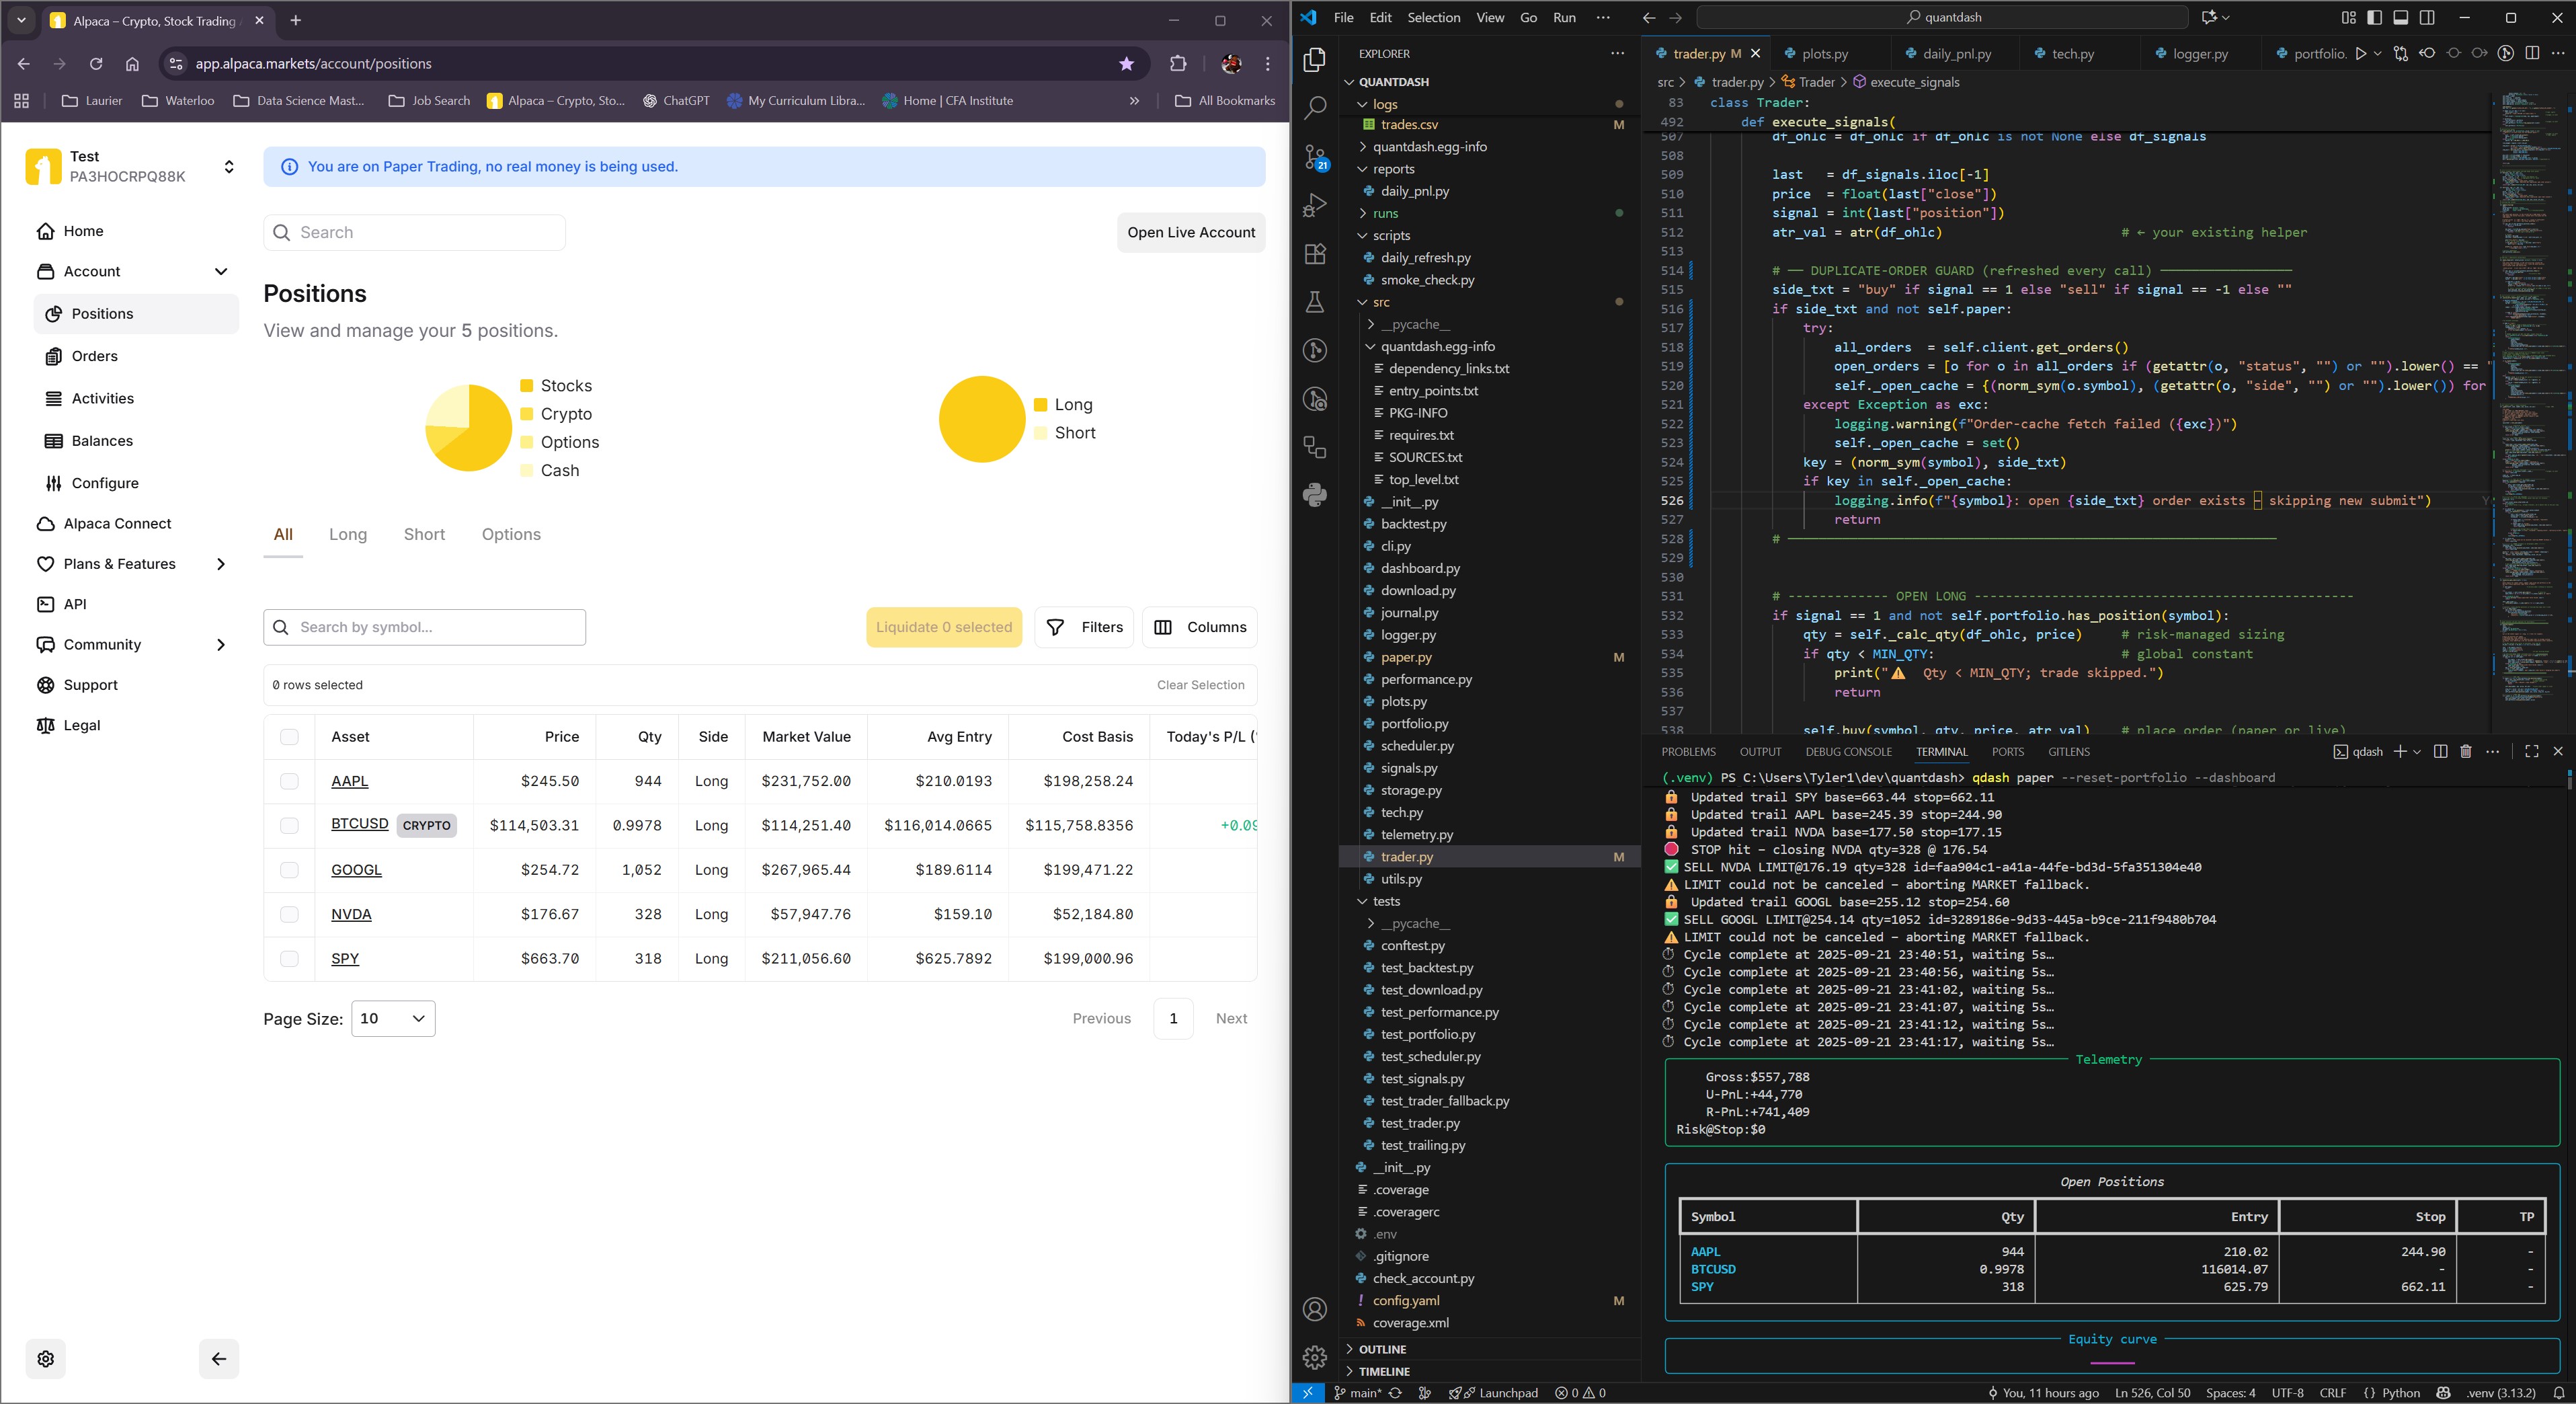 Alpaca – Crypto, Stock Trading
app.alpaca.markets/account/positions
Laurier
Waterloo
Data Science Mast...
Job Search
Alpaca – Crypto, Sto...
ChatGPT
My Curriculum Libra...
Home | CFA Institute
All Bookmarks
Test
PA3HOCRPQ88K
You are on Paper Trading, no real money is being used.
Search
Open Live Account
Home
Account
Positions
Orders
Activities
Balances
Configure
Alpaca Connect
Plans & Features
API
Community
Support
Legal
Positions
View and manage your 5 positions.
Stocks
Crypto
Options
Cash
Long
Short
All Long Short Options
Search by symbol...
Liquidate 0 selected
Filters
Columns
0 rows selected
Clear Selection
Asset Price Qty Side Market Value Avg Entry Cost Basis Today's P/L (
AAPL $245.50 944 Long $231,752.00 $210.0193 $198,258.24
BTCUSD CRYPTO $114,503.31 0.9978 Long $114,251.40 $116,014.0665 $115,758.8356 +0.09
GOOGL $254.72 1,052 Long $267,965.44 $189.6114 $199,471.22
NVDA $176.67 328 Long $57,947.76 $159.10 $52,184.80
SPY $663.70 318 Long $211,056.60 $625.7892 $199,000.96
Page Size: 10
Previous 1 Next
File Edit Selection View Go Run ···
quantdash
EXPLORER
QUANTDASH
logs
trades.csv M
quantdash.egg-info
reports
daily_pnl.py
runs
scripts
daily_refresh.py
smoke_check.py
src
__pycache__
quantdash.egg-info
dependency_links.txt
entry_points.txt
PKG-INFO
requires.txt
SOURCES.txt
top_level.txt
__init__.py
backtest.py
cli.py
dashboard.py
download.py
journal.py
logger.py
paper.py M
performance.py
plots.py
portfolio.py
scheduler.py
signals.py
storage.py
tech.py
telemetry.py
trader.py M
utils.py
tests
__pycache__
conftest.py
test_backtest.py
test_download.py
test_performance.py
test_portfolio.py
test_scheduler.py
test_signals.py
test_trader_fallback.py
test_trader.py
test_trailing.py
__init__.py
.coverage
.coveragerc
.env
.gitignore
check_account.py
config.yaml M
coverage.xml
OUTLINE
TIMELINE
21
trader.py M plots.py daily_pnl.py tech.py logger.py portfolio.
src > trader.py > Trader > execute_signals
83 class Trader:
492 def execute_signals(
507 df_ohlc = df_ohlc if df_ohlc is not None else df_signals
508
509 last = df_signals.iloc[-1]
510 price = float(last["close"])
511 signal = int(last["position"])
512 atr_val = atr(df_ohlc) # ← your existing helper
513
514 # ── DUPLICATE-ORDER GUARD (refreshed every call) ─────────────────
515 side_txt = "buy" if signal == 1 else "sell" if signal == -1 else ""
516 if side_txt and not self.paper:
517 try:
518 all_orders = self.client.get_orders()
519 open_orders = [o for o in all_orders if (getattr(o, "status", "") or "").lower() == "
520 self._open_cache = {(norm_sym(o.symbol), (getattr(o, "side", "") or "").lower()) for
521 except Exception as exc:
522 logging.warning(f"Order-cache fetch failed ({exc})")
523 self._open_cache = set()
524 key = (norm_sym(symbol), side_txt)
525 if key in self._open_cache:
526 logging.info(f"{symbol}: open {side_txt} order exists – skipping new submit")
527 return
528 # ───────────────────────────────────────────────────────────────
529
530
531 # ------------- OPEN LONG -------------------------------------------------
532 if signal == 1 and not self.portfolio.has_position(symbol):
533 qty = self._calc_qty(df_ohlc, price) # risk-managed sizing
534 if qty < MIN_QTY: # global constant
535 print("⚠️ Qty < MIN_QTY; trade skipped.")
536 return
537
538 self.buy(symbol, qty, price, atr_val) # place order (paper or live)
PROBLEMS OUTPUT DEBUG CONSOLE TERMINAL PORTS GITLENS
qdash
(.venv) PS C:\Users\Tyler1\dev\quantdash> qdash paper --reset-portfolio --dashboard
🔒 Updated trail SPY base=663.44 stop=662.11
🔒 Updated trail AAPL base=245.39 stop=244.90
🔒 Updated trail NVDA base=177.50 stop=177.15
🛑 STOP hit – closing NVDA qty=328 @ 176.54
✅ SELL NVDA LIMIT@176.19 qty=328 id=faa904c1-a41a-44fe-bd3d-5fa351304e40
⚠️ LIMIT could not be canceled – aborting MARKET fallback.
🔒 Updated trail GOOGL base=255.12 stop=254.60
✅ SELL GOOGL LIMIT@254.14 qty=1052 id=3289186e-9d33-445a-b9ce-211f9480b704
⚠️ LIMIT could not be canceled – aborting MARKET fallback.
⏱ Cycle complete at 2025-09-21 23:40:51, waiting 5s…
⏱ Cycle complete at 2025-09-21 23:40:56, waiting 5s…
⏱ Cycle complete at 2025-09-21 23:41:02, waiting 5s…
⏱ Cycle complete at 2025-09-21 23:41:07, waiting 5s…
⏱ Cycle complete at 2025-09-21 23:41:12, waiting 5s…
⏱ Cycle complete at 2025-09-21 23:41:17, waiting 5s…
Telemetry
Gross:$557,788
U-PnL:+44,770
R-PnL:+741,409
Risk@Stop:$0
Open Positions
Symbol Qty Entry Stop TP
AAPL 944 210.02 244.90 -
BTCUSD 0.9978 116014.07 - -
SPY 318 625.79 662.11 -
Equity curve
main* Launchpad 0 0
You, 11 hours ago Ln 526, Col 50 Spaces: 4 UTF-8 CRLF {} Python .venv (3.13.2)